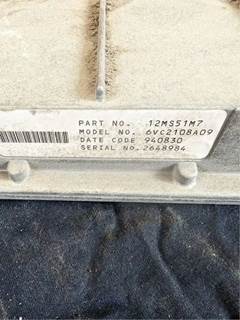 PART NO. 12MS51M7
MODEL NO. 6VC2108A09
DATE CODE 940830
SERIAL NO. 2648984